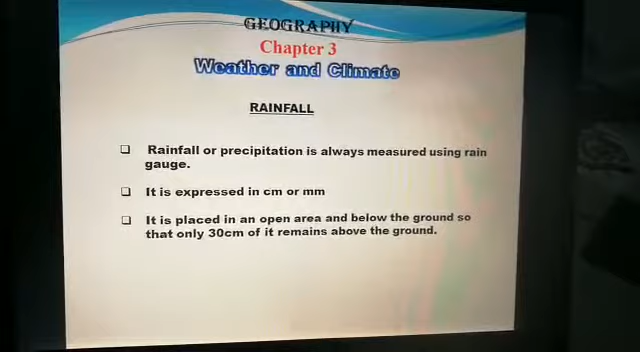 GEOGRAPHY
Chapter 3
Weather and Climate
RAINFALL
❑ Rainfall or precipitation is always measured using rain
gauge.
❑ It is expressed in cm or mm
❑ It is placed in an open area and below the ground so
that only 30cm of it remains above the ground.